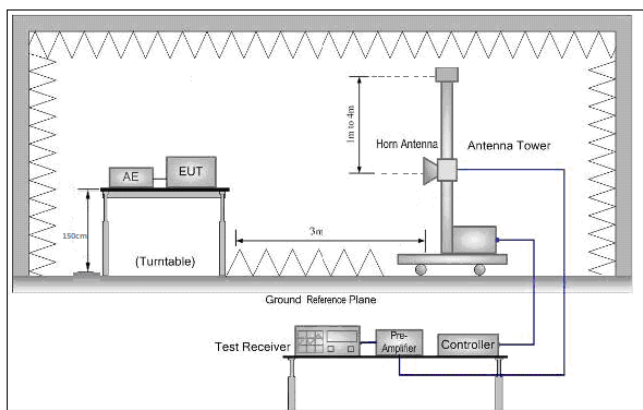 1m to 4m
Horn Antenna
Antenna Tower
AE
EUT
150cm
(Turntable)
3m
Ground Reference Plane
Test Receiver
Pre-
Amplifier
Controller